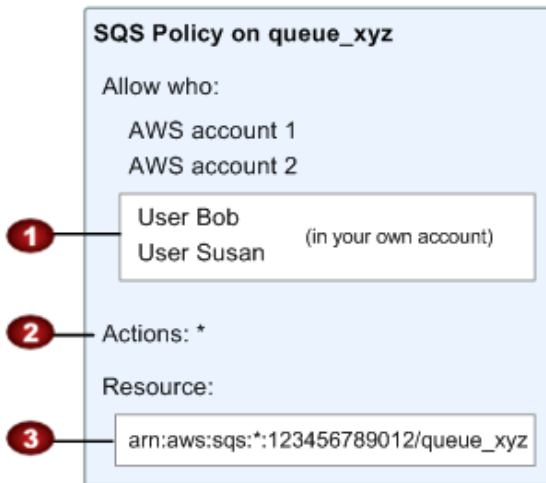 SQS Policy on queue_xyz
Allow who:
AWS account 1
AWS account 2
1
User Bob
User Susan
(in your own account)
2
Actions: *
Resource:
3
arn:aws:sqs:*:123456789012/queue_xyz